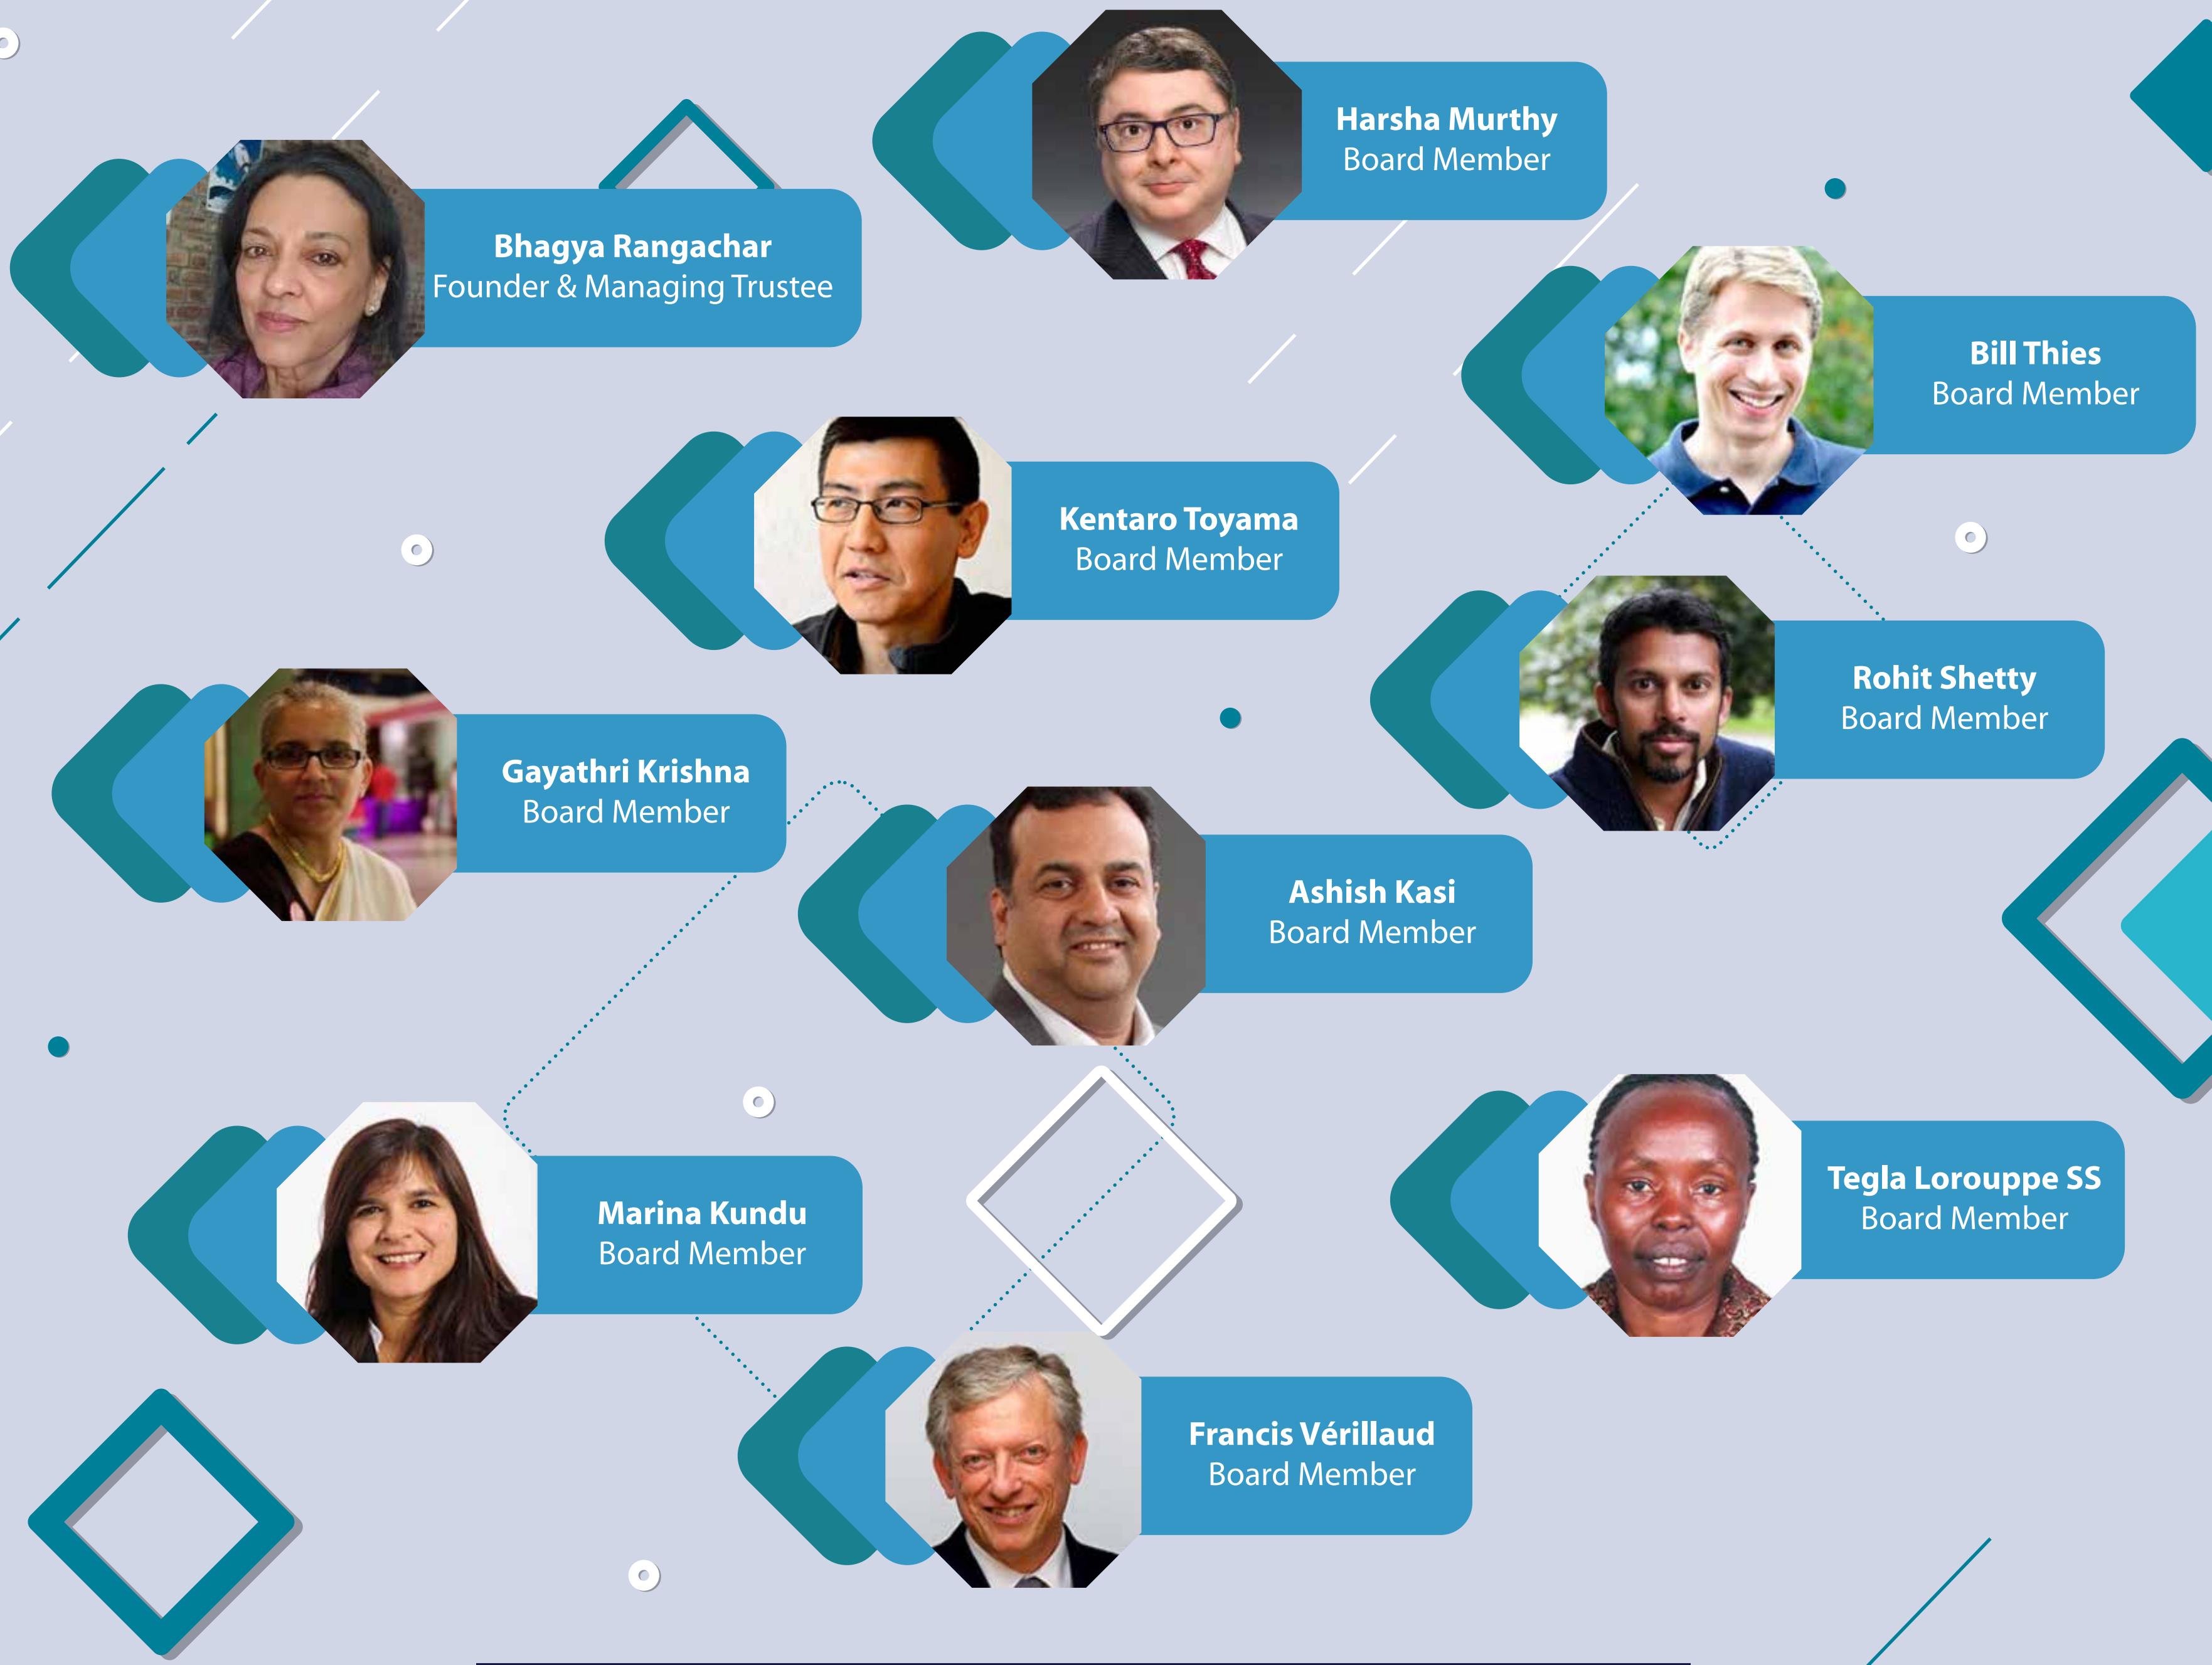 Harsha Murthy
Board Member
Bhagya Rangachar
Founder & Managing Trustee
Bill Thies
Board Member
Kentaro Toyama
Board Member
Rohit Shetty
Board Member
Gayathri Krishna
Board Member
Ashish Kasi
Board Member
Tegla Lorouppe SS
Board Member
Marina Kundu
Board Member
Francis Vérillaud
Board Member